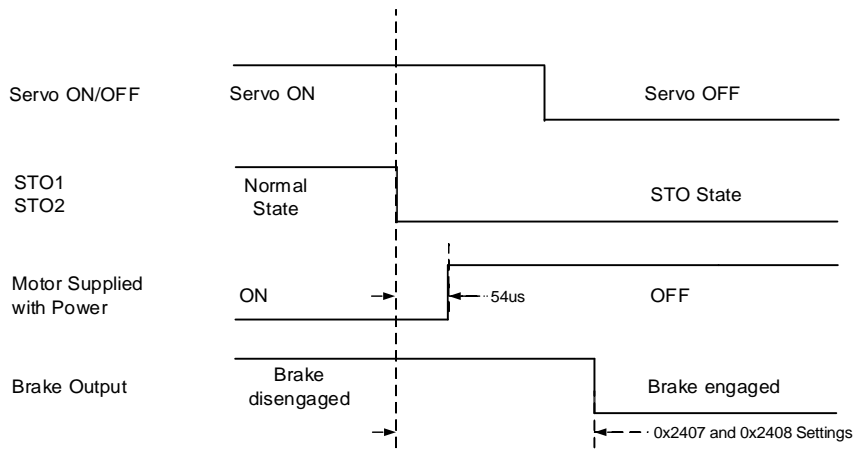 Servo ON/OFF
Servo ON
Servo OFF
STO1
STO2
Normal
State
STO State
Motor Supplied
with Power
ON
54us
OFF
Brake Output
Brake
disengaged
Brake engaged
0x2407 and 0x2408 Settings